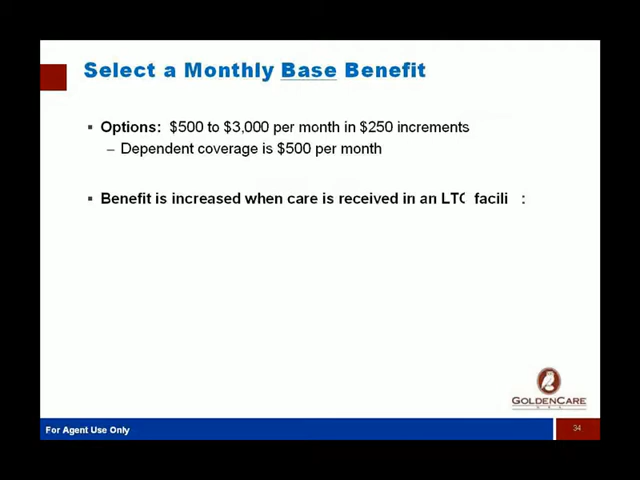 Select a Monthly Base Benefit
▪ Options: $500 to $3,000 per month in $250 increments
– Dependent coverage is $500 per month
▪ Benefit is increased when care is received in an LTC facili :
GOLDENCARE
For Agent Use Only
34